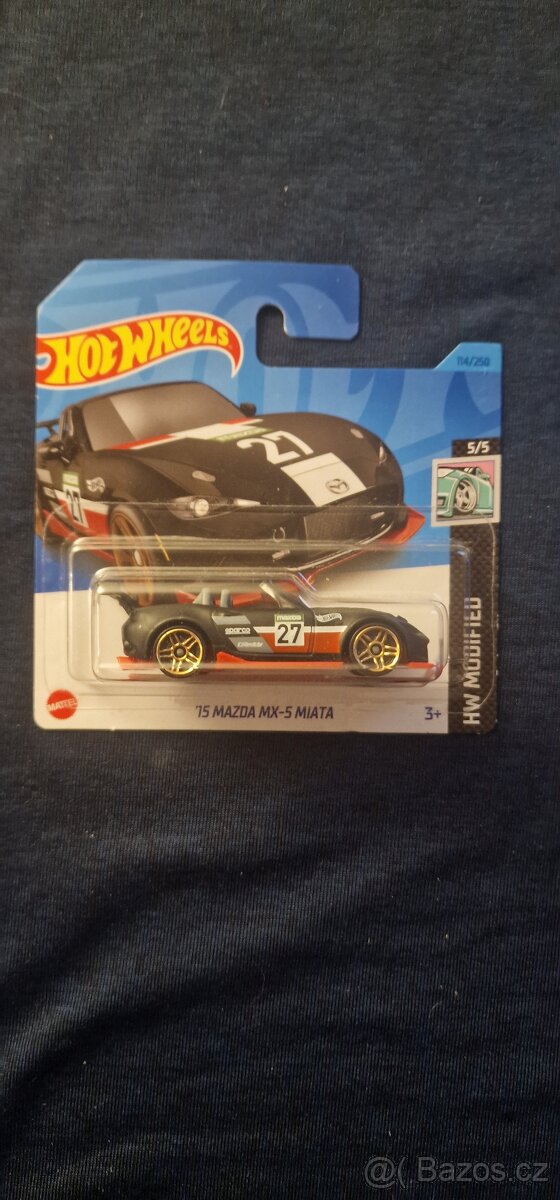 HOT WHEELS
114/250
5/5
27
27
mazda
sparco
27
HW MODIFIED
MATTEL
'15 MAZDA MX-5 MIATA
3+
@( Bazos.cz